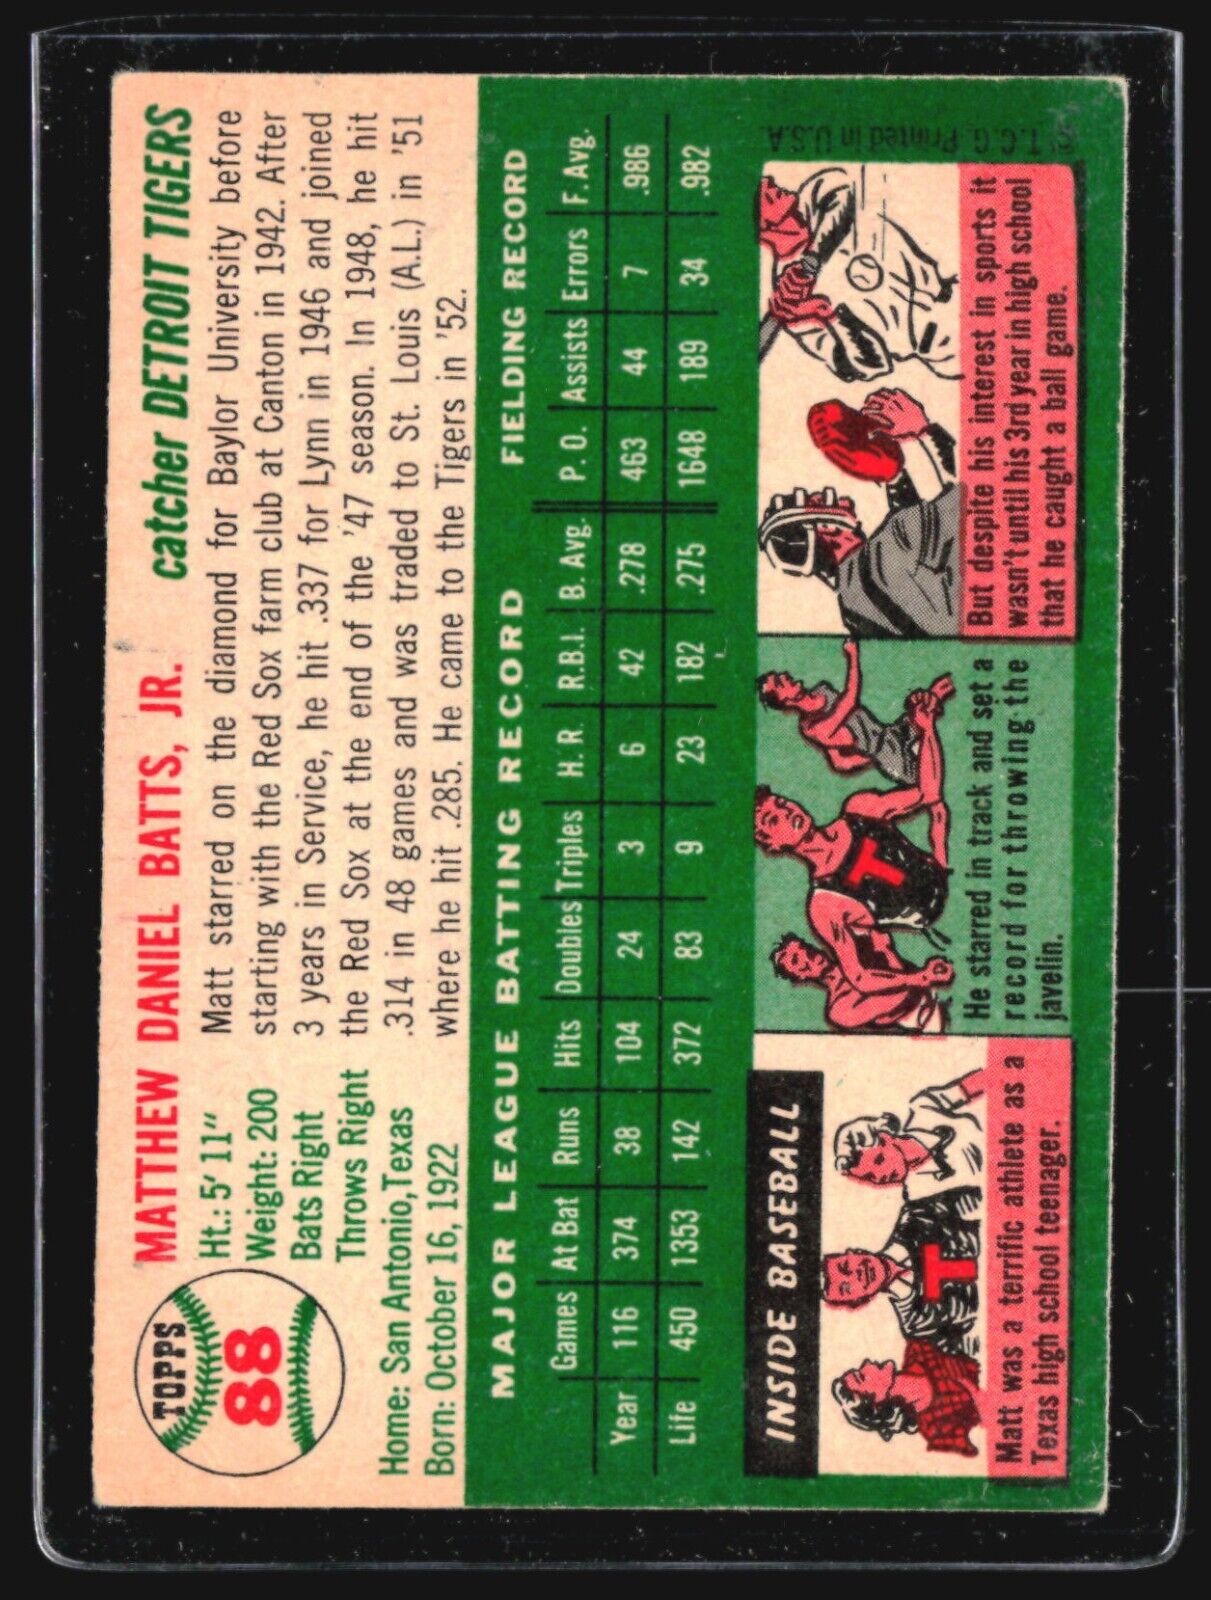 TOPPS
88
MATTHEW DANIEL BATTS, JR.
catcher DETROIT TIGERS
Ht.: 5' 11"
Weight: 200
Bats Right
Throws Right
Home: San Antonio, Texas
Born: October 16, 1922
Matt starred on the diamond for Baylor University before
starting with the Red Sox farm club at Canton in 1942. After
3 years in Service, he hit .337 for Lynn in 1946 and joined
the Red Sox at the end of the '47 season. In 1948, he hit
.314 in 48 games and was traded to St. Louis (A.L.) in '51
where he hit .285. He came to the Tigers in '52.
MAJOR LEAGUE BATTING RECORD FIELDING RECORD
Games At Bat Runs Hits Doubles Triples H. R. R.B.I. B. Avg. P. O. Assists Errors F. Avg.
Year 116 374 38 104 24 3 6 42 .278 463 44 7 .986
Life 450 1353 142 372 83 9 23 182 .275 1648 189 34 .982
INSIDE BASEBALL
T
Matt was a terrific athlete as a
Texas high school teenager.
T
He starred in track and set a
record for throwing the
javelin.
But despite his interest in sports it
wasn't until his 3rd year in high school
that he caught a ball game.
© T. C. G. Printed in U.S.A.